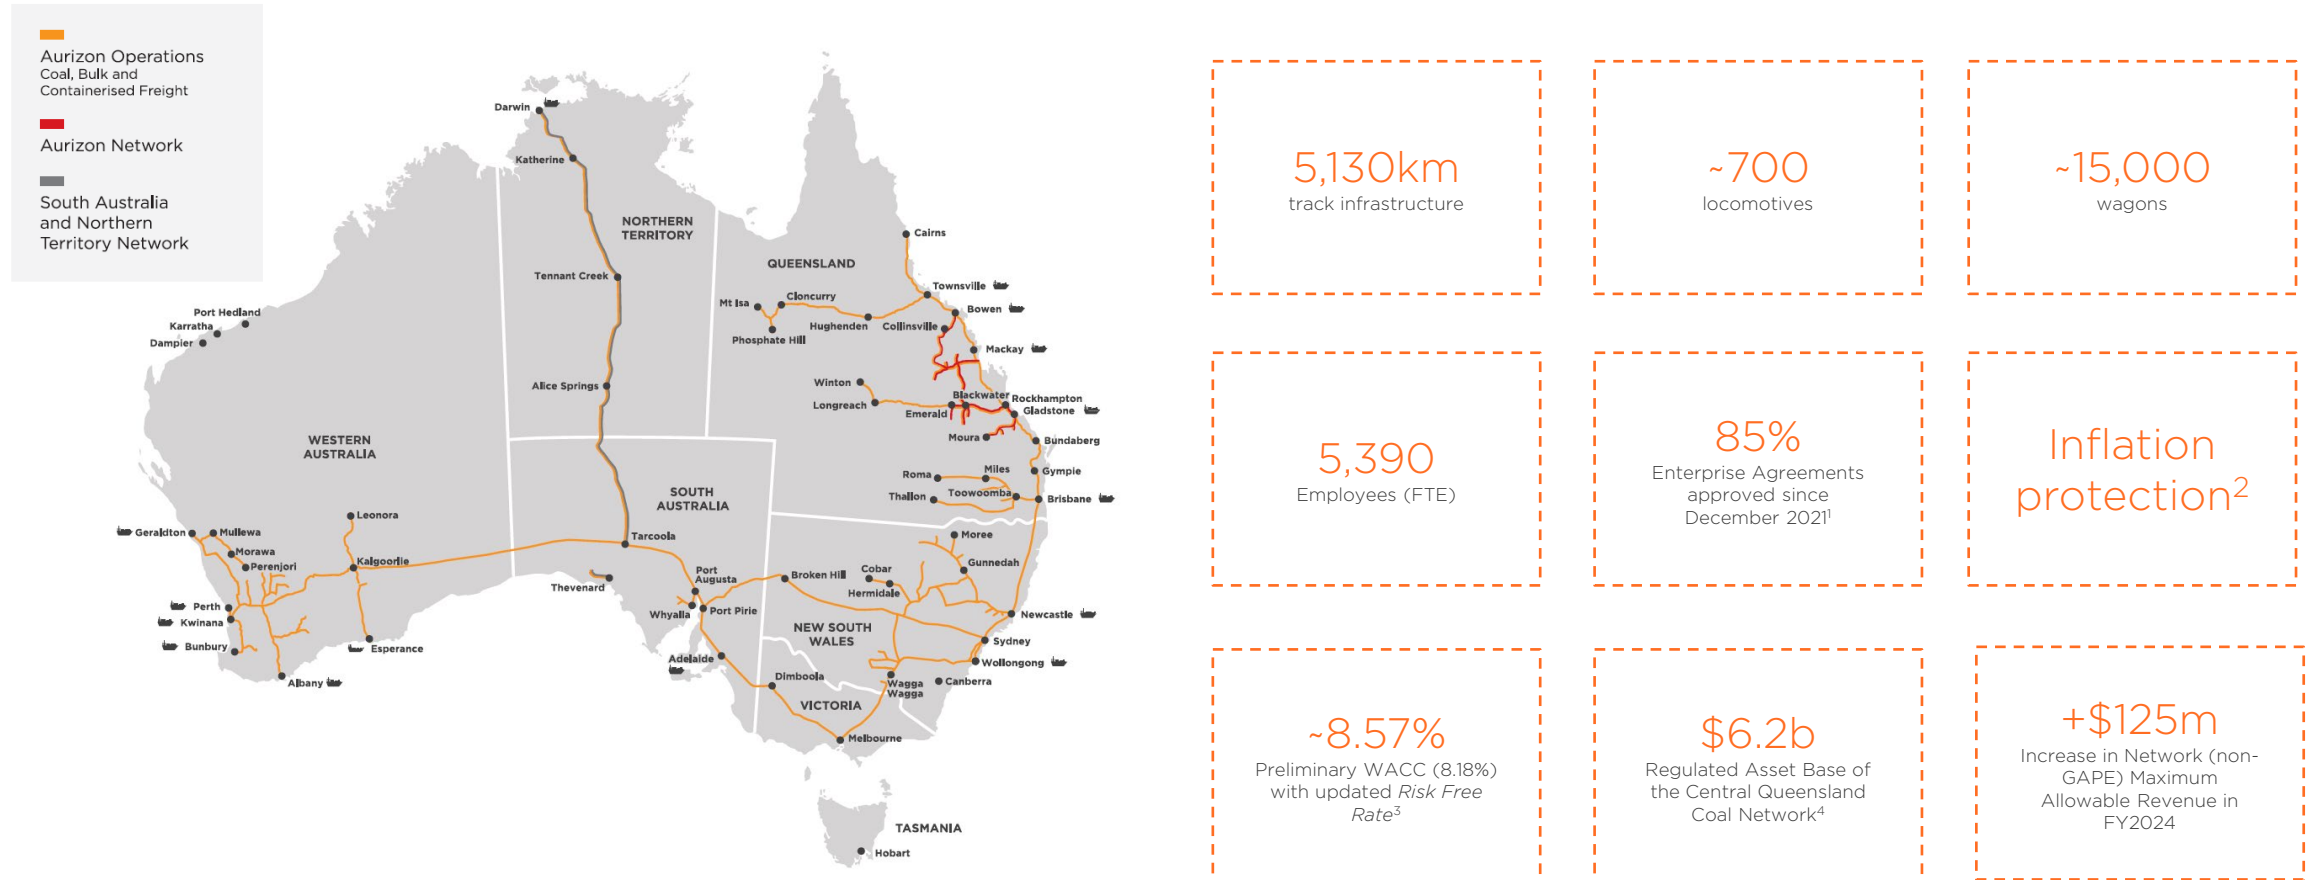 Aurizon Operations
Coal, Bulk and
Containerised Freight
Aurizon Network
South Australia
and Northern
Territory Network
Darwin
Katherine
NORTHERN
TERRITORY
Tennant Creek
Alice Springs
QUEENSLAND
Cairns
Townsville
Bowen
Mt Isa
Cloncurry
Hughenden
Collinsville
Phosphate Hill
Mackay
Winton
Longreach
Blackwater
Emerald
Rockhampton
Gladstone
Moura
Bundaberg
Roma
Miles
Gympie
Thallon
Toowoomba
Brisbane
Port Hedland
Karratha
Dampier
WESTERN
AUSTRALIA
SOUTH
AUSTRALIA
Leonora
Geraldton
Mullewa
Morawa
Perenjori
Kalgoorlie
Perth
Kwinana
Bunbury
Albany
Esperance
Tarcoola
Thevenard
Port
Augusta
Whyalla
Port Pirie
Adelaide
Broken Hill
Cobar
Hermidale
Moree
Gunnedah
Newcastle
NEW SOUTH
WALES
Sydney
Wollongong
Wagga
Wagga
Canberra
Dimboola
VICTORIA
Melbourne
TASMANIA
Hobart
5,130km
track infrastructure
~700
locomotives
~15,000
wagons
5,390
Employees (FTE)
85%
Enterprise Agreements
approved since
December 2021¹
Inflation
protection²
~8.57%
Preliminary WACC (8.18%)
with updated Risk Free
Rate³
$6.2b
Regulated Asset Base of
the Central Queensland
Coal Network⁴
+$125m
Increase in Network (non-
GAPE) Maximum
Allowable Revenue in
FY2024